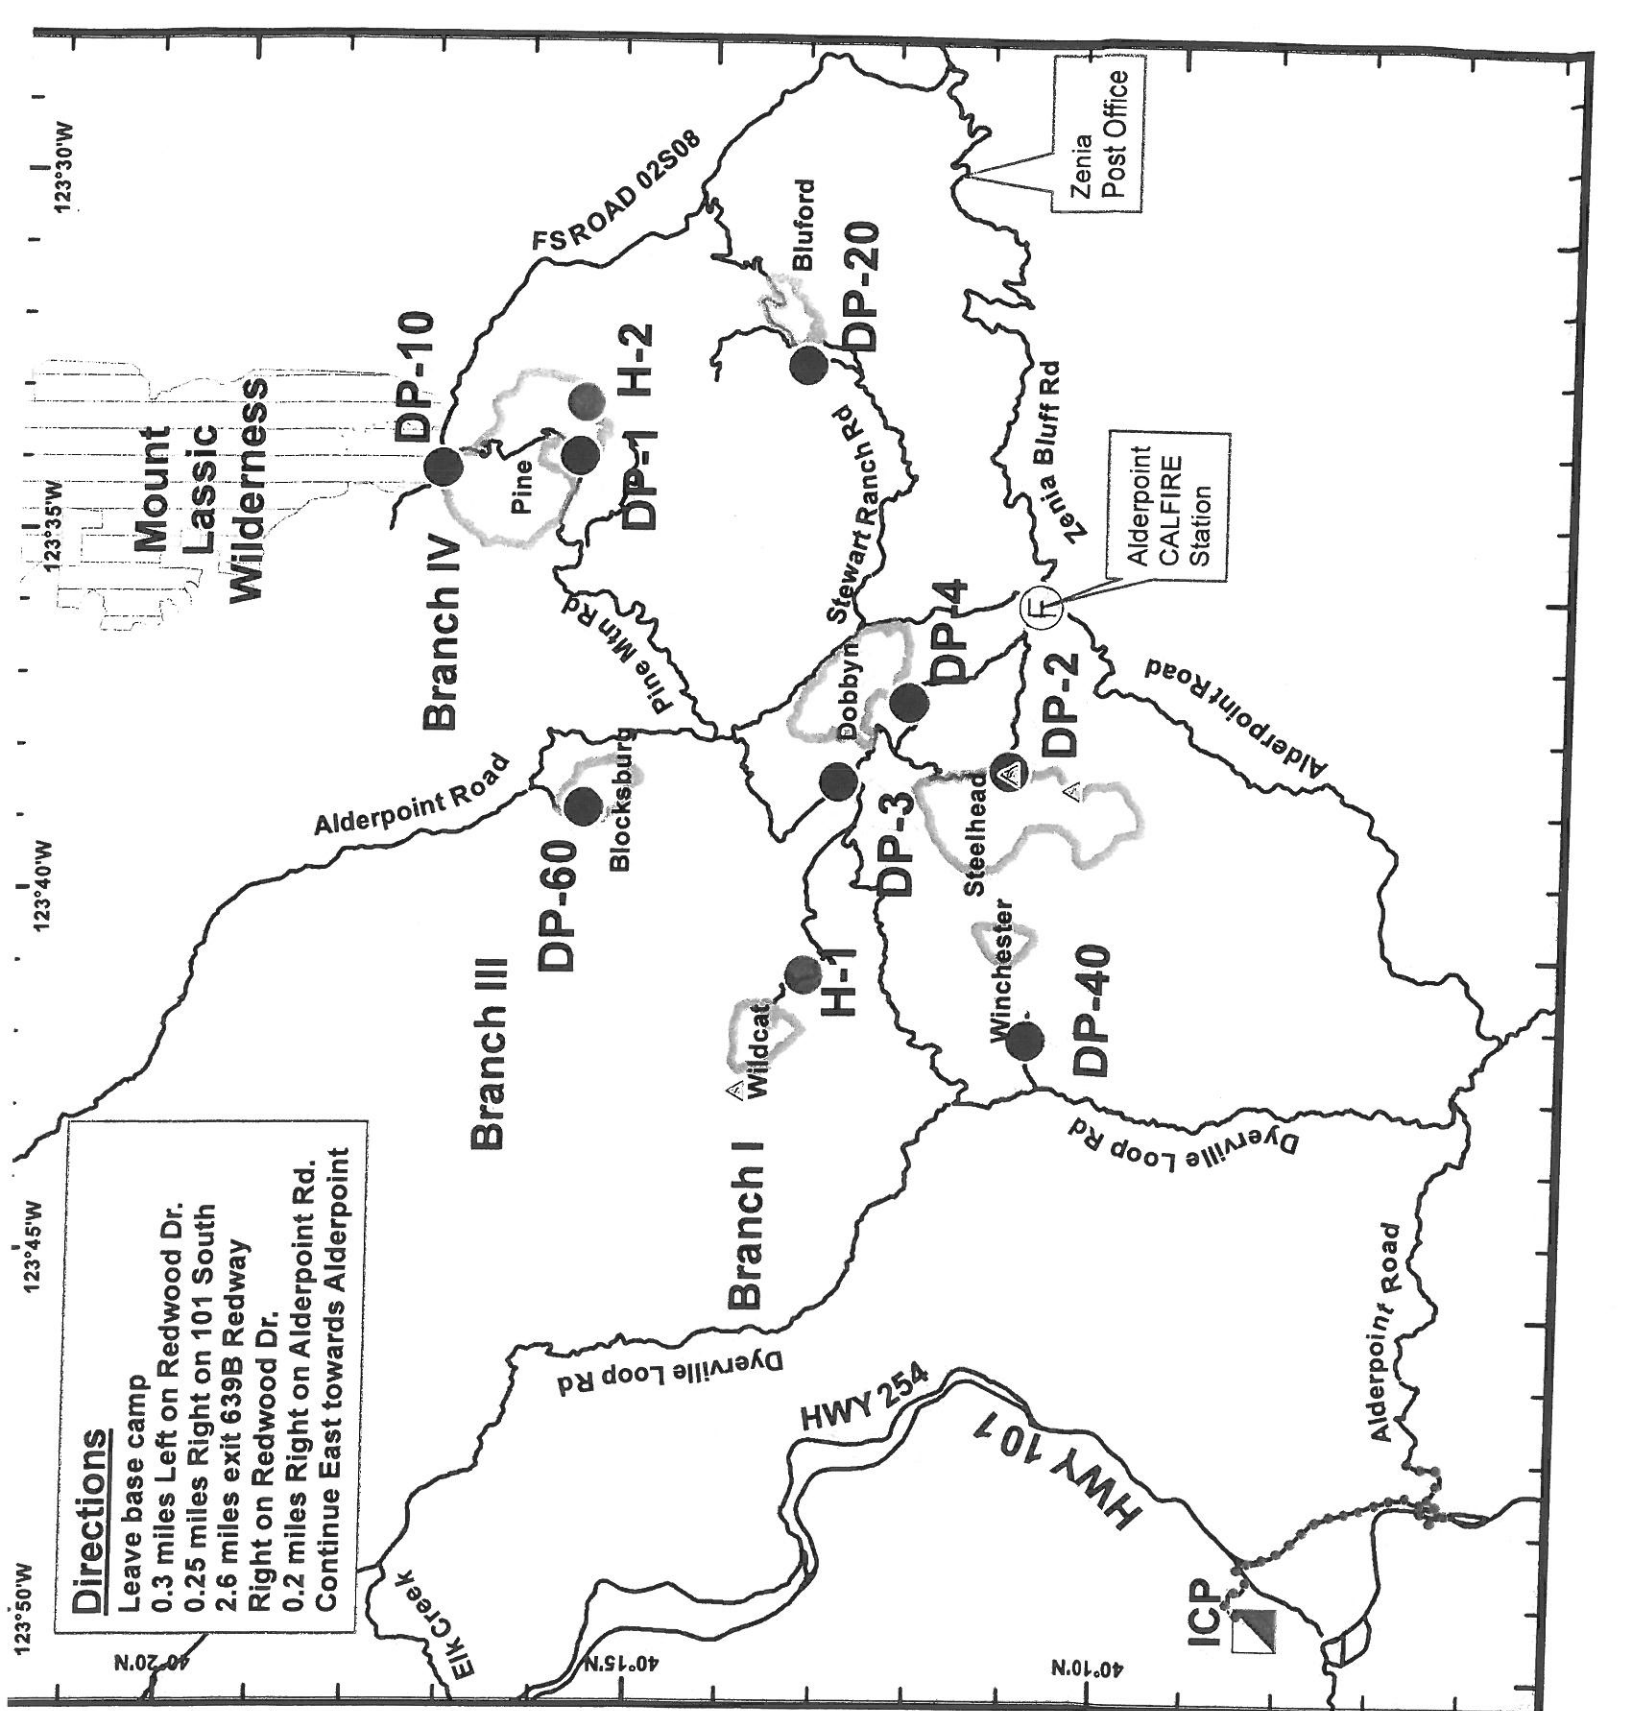 Directions
Leave base camp
0.3 miles Left on Redwood Dr.
0.25 miles Right on 101 South
2.6 miles exit 639B Redway
Right on Redwood Dr.
0.2 miles Right on Alderpoint Rd.
Continue East towards Alderpoint
123°50'W
123°45'W
123°40'W
123°35'W
123°30'W
40°20'N
40°15'N
40°10'N
Mount
Lassic
Wilderness
DP-10
FS ROAD 02S08
Branch IV
Pine
H-2
DP-1
Bluford
DP-20
Pine Mtn Rd
Alderpoint Road
Blocksburg
DP-60
Branch III
Stewart Ranch Rd
Dobbyn
DP-4
Zenia Bluff Rd
Zenia
Post Office
Alderpoint
CALFIRE
Station
F
DP-3
Steelhead
DP-2
Winchester
DP-40
H-1
Wildcat
Branch I
Dyerville Loop Rd
Dyerville Loop Rd
Elk Creek
HWY 254
HWY 101
Alderpoint Road
Alderpoint Road
ICP